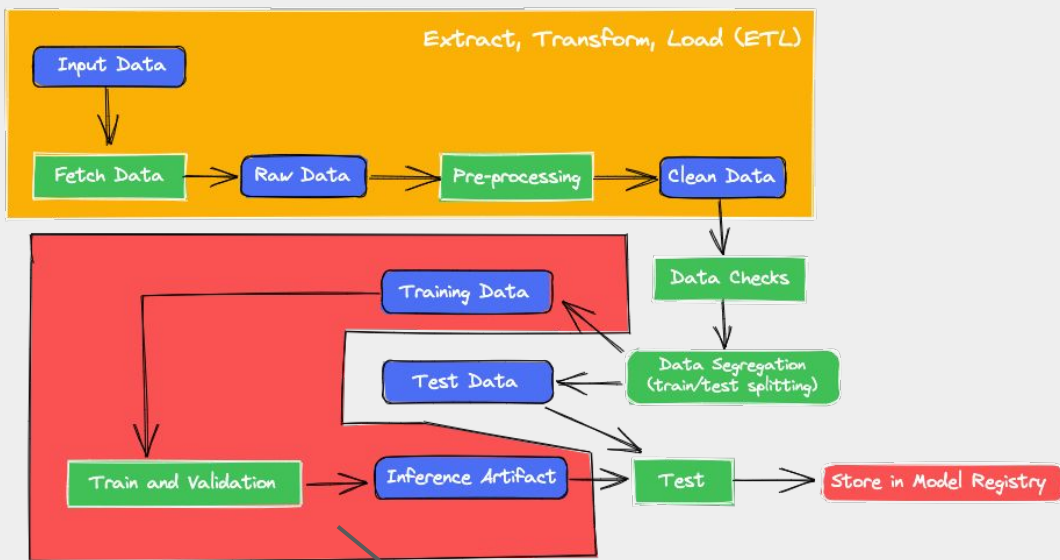 Extract, Transform, Load (ETL)
Input Data
Fetch Data
Raw Data
Pre-processing
Clean Data
Data Checks
Training Data
Data Segregation
(train/test splitting)
Test Data
Train and Validation
Inference Artifact
Test
Store in Model Registry